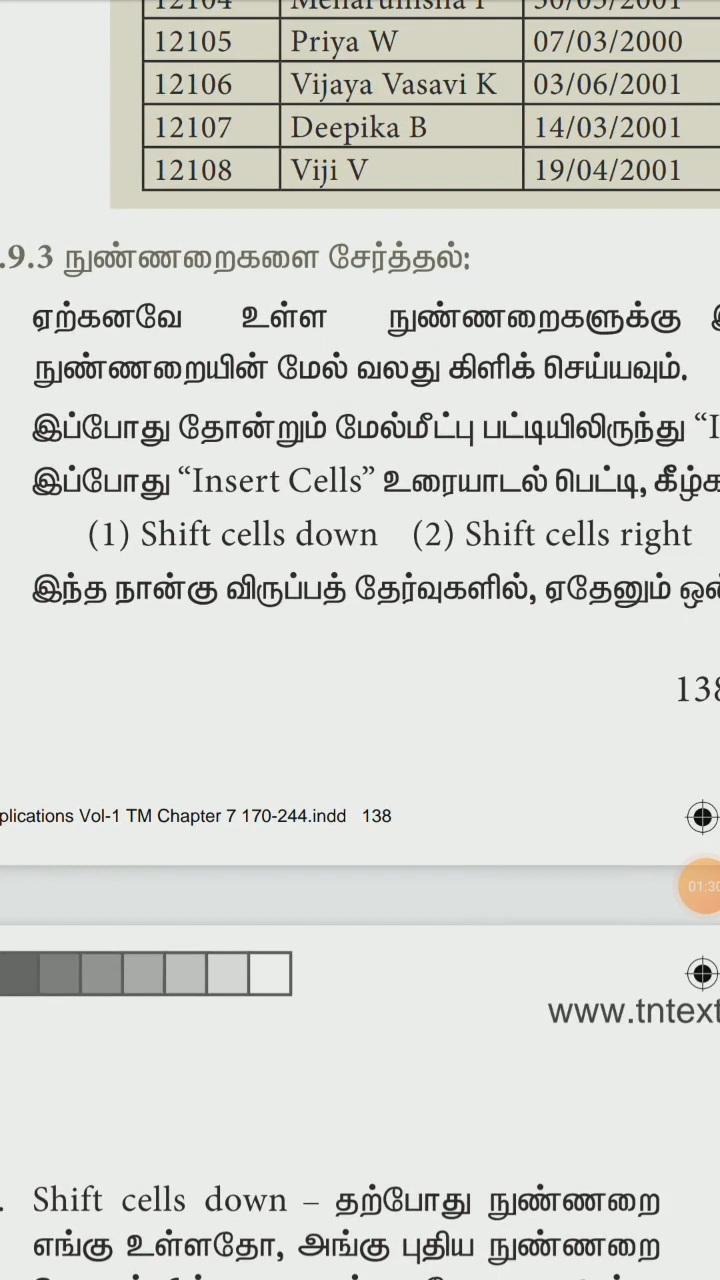 12105 Priya W 07/03/2000
12106 Vijaya Vasavi K 03/06/2001
12107 Deepika B 14/03/2001
12108 Viji V 19/04/2001
.9.3 நுண்ணறைகளை சேர்த்தல்:
ஏற்கனவே உள்ள நுண்ணறைகளுக்கு
நுண்ணறையின் மேல் வலது கிளிக் செய்யவும்.
இப்போது தோன்றும் மேல்மீட்பு பட்டியிலிருந்து “I
இப்போது “Insert Cells” உரையாடல் பெட்டி, கீழ்க
(1) Shift cells down (2) Shift cells right
இந்த நான்கு விருப்பத் தேர்வுகளில், ஏதேனும்
138
plications Vol-1 TM Chapter 7 170-244.indd 138
01:30
www.tntext
. Shift cells down – தற்போது நுண்ணறை
எங்கு உள்ளதோ, அங்கு புதிய நுண்ணறை